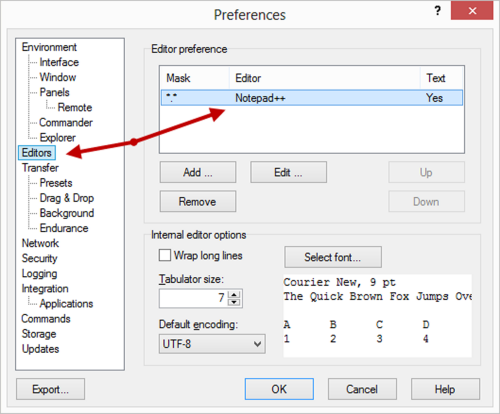 Preferences
?
Environment
Interface
Window
Panels
Remote
Commander
Explorer
Editors
Transfer
Presets
Drag & Drop
Background
Endurance
Network
Security
Logging
Integration
Applications
Commands
Storage
Updates
Editor preference
Mask Editor Text
*.* Notepad++ Yes
Add ... Edit ... Up
Remove Down
Internal editor options
Wrap long lines Select font...
Tabulator size:
7
Default encoding:
UTF-8
Courier New, 9 pt
The Quick Brown Fox Jumps Ove
A B C D
1 2 3 4
Export... OK Cancel Help